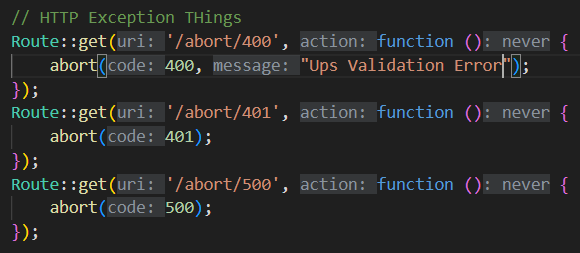 // HTTP Exception THings
Route::get(uri: '/abort/400', action: function (): never {
    abort(code: 400, message: "Ups Validation Error");
});
Route::get(uri: '/abort/401', action: function (): never {
    abort(code: 401);
});
Route::get(uri: '/abort/500', action: function (): never {
    abort(code: 500);
});